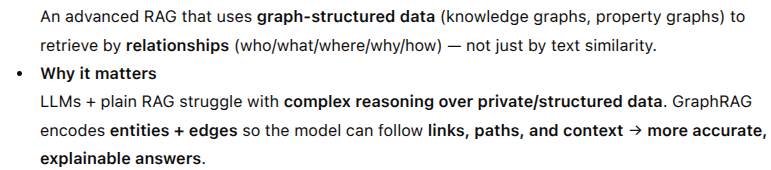 An advanced RAG that uses graph-structured data (knowledge graphs, property graphs) to
retrieve by relationships (who/what/where/why/how) — not just by text similarity.
• Why it matters
LLMs + plain RAG struggle with complex reasoning over private/structured data. GraphRAG
encodes entities + edges so the model can follow links, paths, and context → more accurate,
explainable answers.